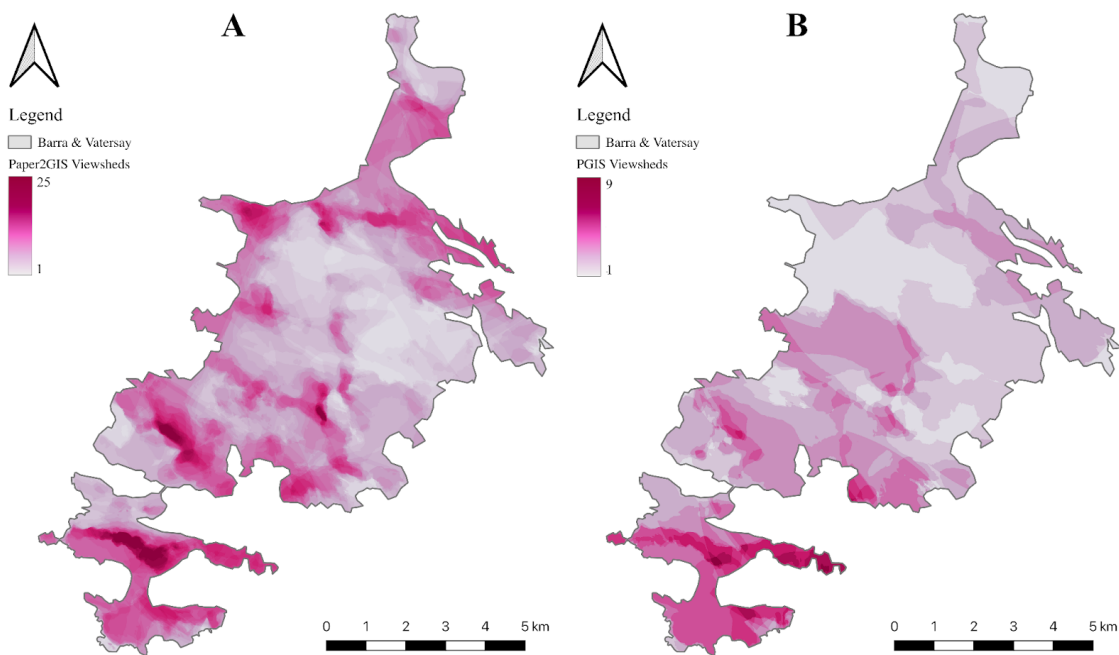 A
Legend
Barra & Vatersay
Paper2GIS Viewsheds
25
1
0 1 2 3 4 5 km
B
Legend
Barra & Vatersay
PGIS Viewsheds
9
1
0 1 2 3 4 5 km